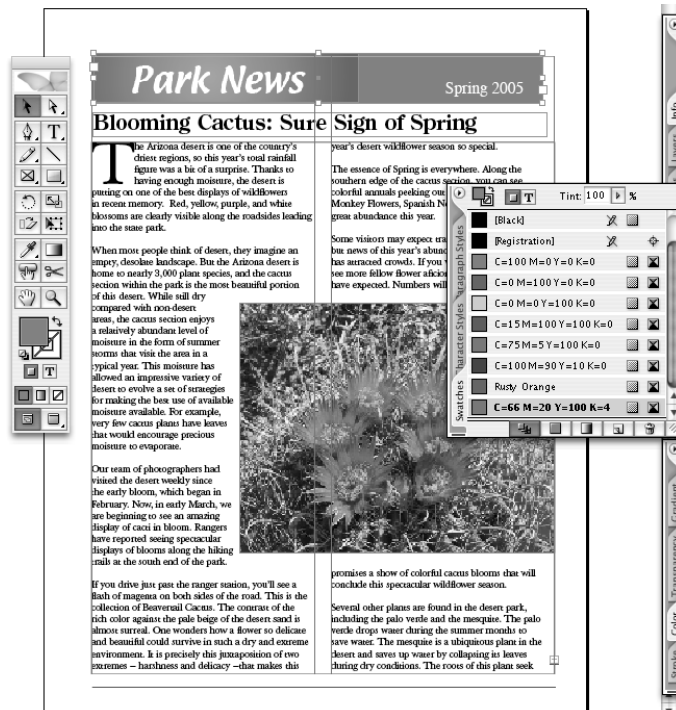 Park News
Spring 2005
Blooming Cactus: Sure Sign of Spring
The Arizona desert is one of the country's
driest regions, so this year's total rainfall
figure was a bit of a surprise. Thanks to
having enough moisture, the desert is
putting on one of the best displays of wildflowers
in recent memory. Red, yellow, purple, and white
blossoms are clearly visible along the roadsides leading
into the state park.
When most people think of desert, they imagine an
empty, desolate landscape. But the Arizona desert is
home to nearly 3,000 plant species, and the cactus
section within the park is the most beautiful portion
of this desert. While still dry
compared with non-desert
areas, the cactus section enjoys
a relatively abundant level of
moisture in the form of summer
storms that visit the area in a
typical year. This moisture has
allowed an impressive variety of
desert to evolve a set of strategies
for making the best use of available
moisture available. For example,
very few cactus plants have leaves
that would encourage precious
moisture to evaporate.
Our team of photographers had
visited the desert weekly since
the early bloom, which began in
February. Now, in early March, we
are beginning to see an amazing
display of cacti in bloom. Rangers
have reported seeing spectacular
displays of blooms along the hiking
trails at the south end of the park.
If you drive just past the ranger station, you'll see a
flash of magenta on both sides of the road. This is the
collection of Beavertail Cactus. The contrast of the
rich color against the pale beige of the desert sand is
almost surreal. One wonders how a flower so delicate
and beautiful could survive in such a dry and extreme
environment. It is precisely this juxtaposition of two
extremes – harshness and delicacy –that makes this
year's desert wildflower season so special.
The essence of Spring is everywhere. Along the
southern edge of the cactus section, you can see
colorful annuals peeking ou
Monkey Flowers, Spanish N
great abundance this year.
Some visitors may expect tra
but news of this year's abun
has attracted crowds. If you
see more fellow flower aficio
have expected. Numbers will
promises a show of colorful cactus blooms that will
conclude this spectacular wildflower season.
Several other plants are found in the desert park,
including the palo verde and the mesquite. The palo
verde drops water during the summer months to
save water. The mesquite is a ubiquitous plant in the
desert and saves up water by collapsing its leaves
during dry conditions. The roots of this plant seek
T
T
T
Tint: 100 %
[Black]
[Registration]
C=100 M=0 Y=0 K=0
C=0 M=100 Y=0 K=0
C=0 M=0 Y=100 K=0
C=15 M=100 Y=100 K=0
C=75 M=5 Y=100 K=0
C=100 M=90 Y=10 K=0
Rusty Orange
C=66 M=20 Y=100 K=4
Paragraph Styles
Character Styles
Swatches
Info
Layers
Gradient
Transparency
Color
Stroke